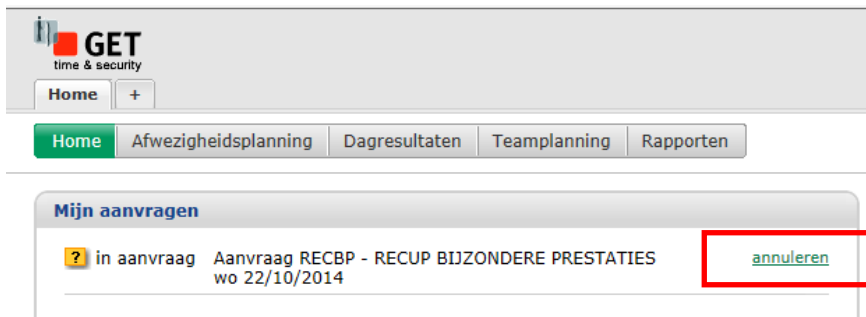 GET
time & security
Home +
Home Afwezigheidsplanning Dagresultaten Teamplanning Rapporten
Mijn aanvragen
? in aanvraag Aanvraag RECBP - RECUP BIJZONDERE PRESTATIES annuleren
wo 22/10/2014